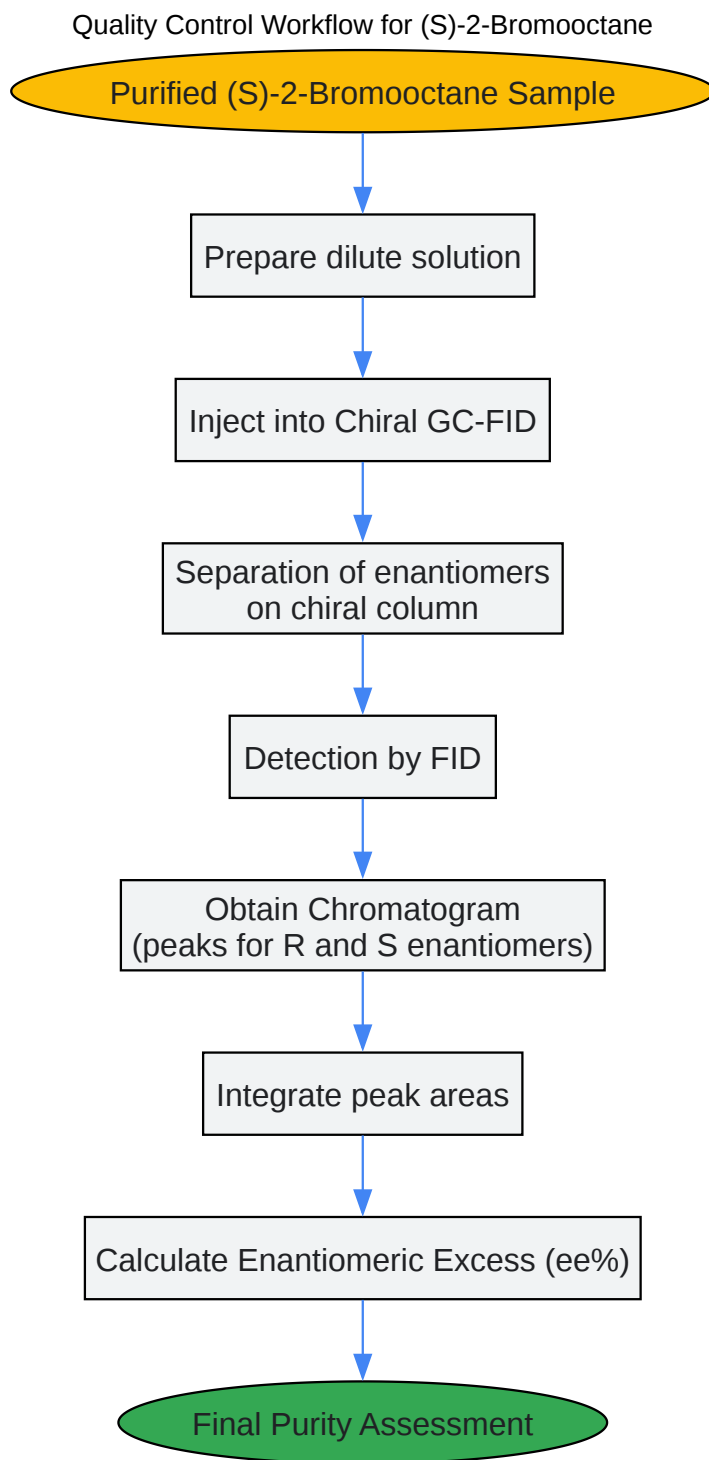 Quality Control Workflow for (S)-2-Bromooctane
Purified (S)-2-Bromooctane Sample
Prepare dilute solution
Inject into Chiral GC-FID
Separation of enantiomers
on chiral column
Detection by FID
Obtain Chromatogram
(peaks for R and S enantiomers)
Integrate peak areas
Calculate Enantiomeric Excess (ee%)
Final Purity Assessment